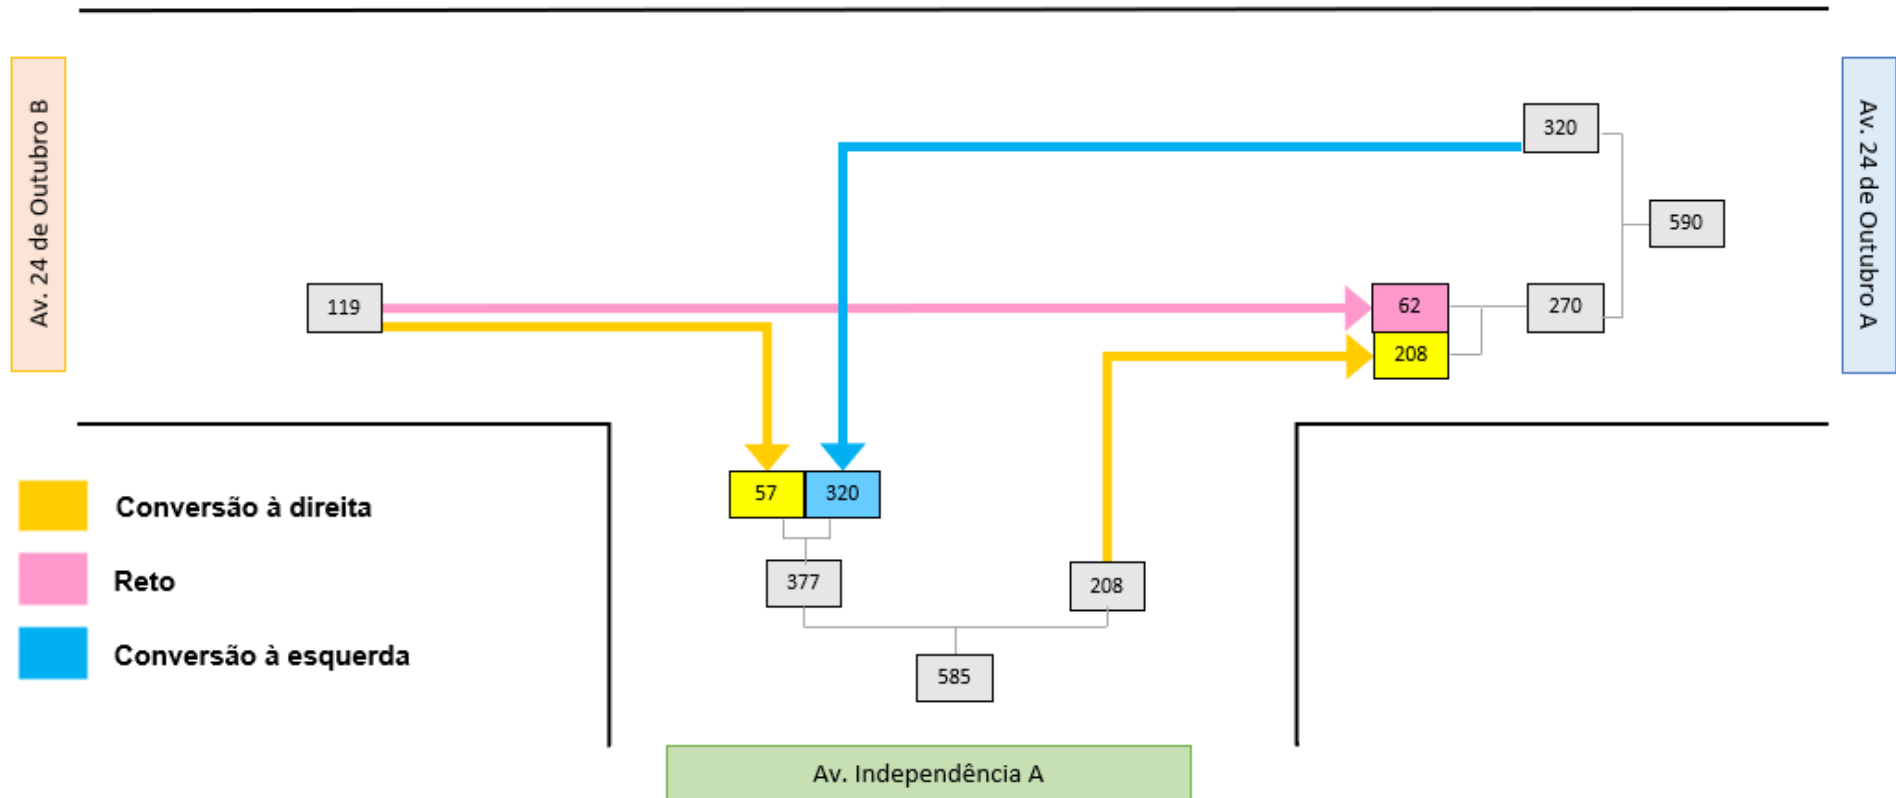 Av. 24 de Outubro B
Av. 24 de Outubro A
320
590
119
62
270
208
57
320
377
208
585
Conversão à direita
Reto
Conversão à esquerda
Av. Independência A